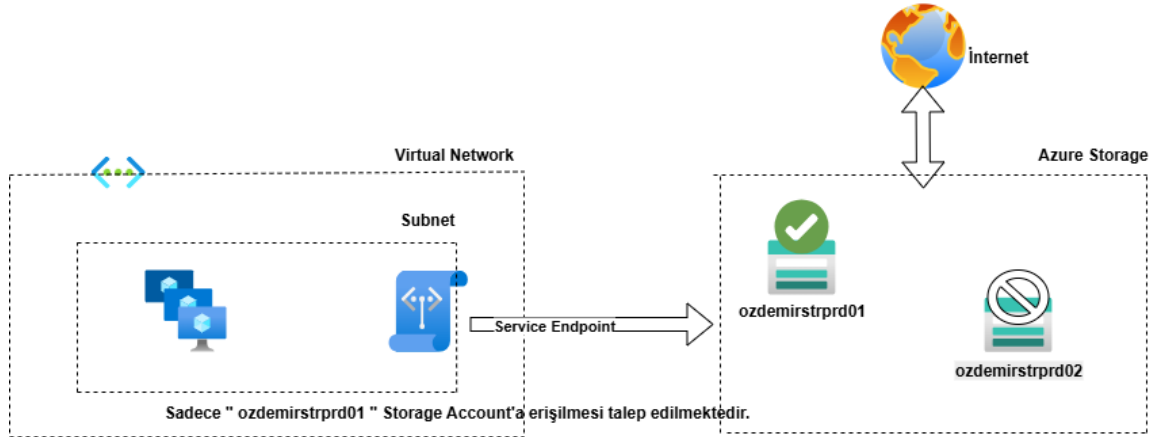 İnternet
Virtual Network
Azure Storage
Subnet
ozdemirstrprd01
Service Endpoint
ozdemirstrprd02
Sadece " ozdemirstrprd01 " Storage Account'a erişilmesi talep edilmektedir.